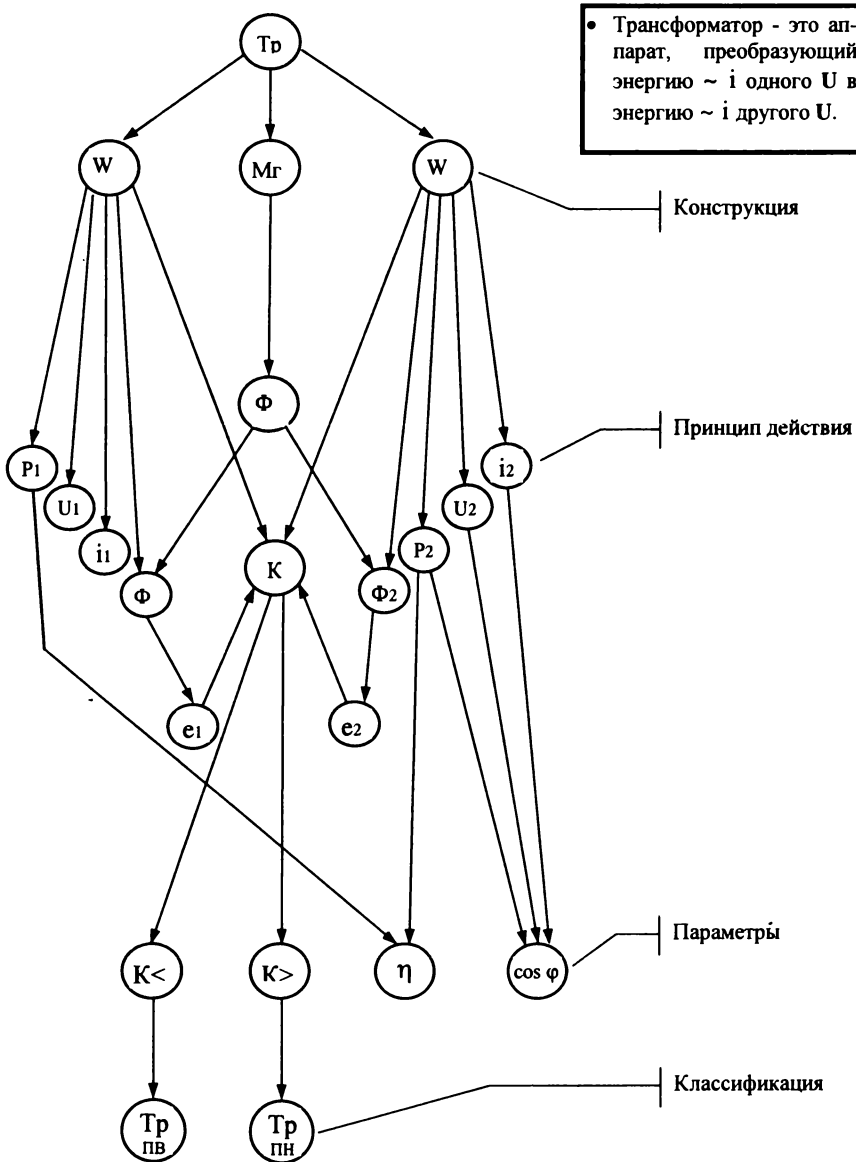 Тр
• Трансформатор - это ап-
парат, преобразующий
энергию ~ i одного U в
энергию ~ i другого U.
W
Мг
W
Конструкция
Ф
Принцип действия
P1
U1
i1
Ф
К
Ф2
P2
U2
i2
e1
e2
Параметры
К<
К>
η
cos φ
Классификация
Тр
ПВ
Тр
ПН